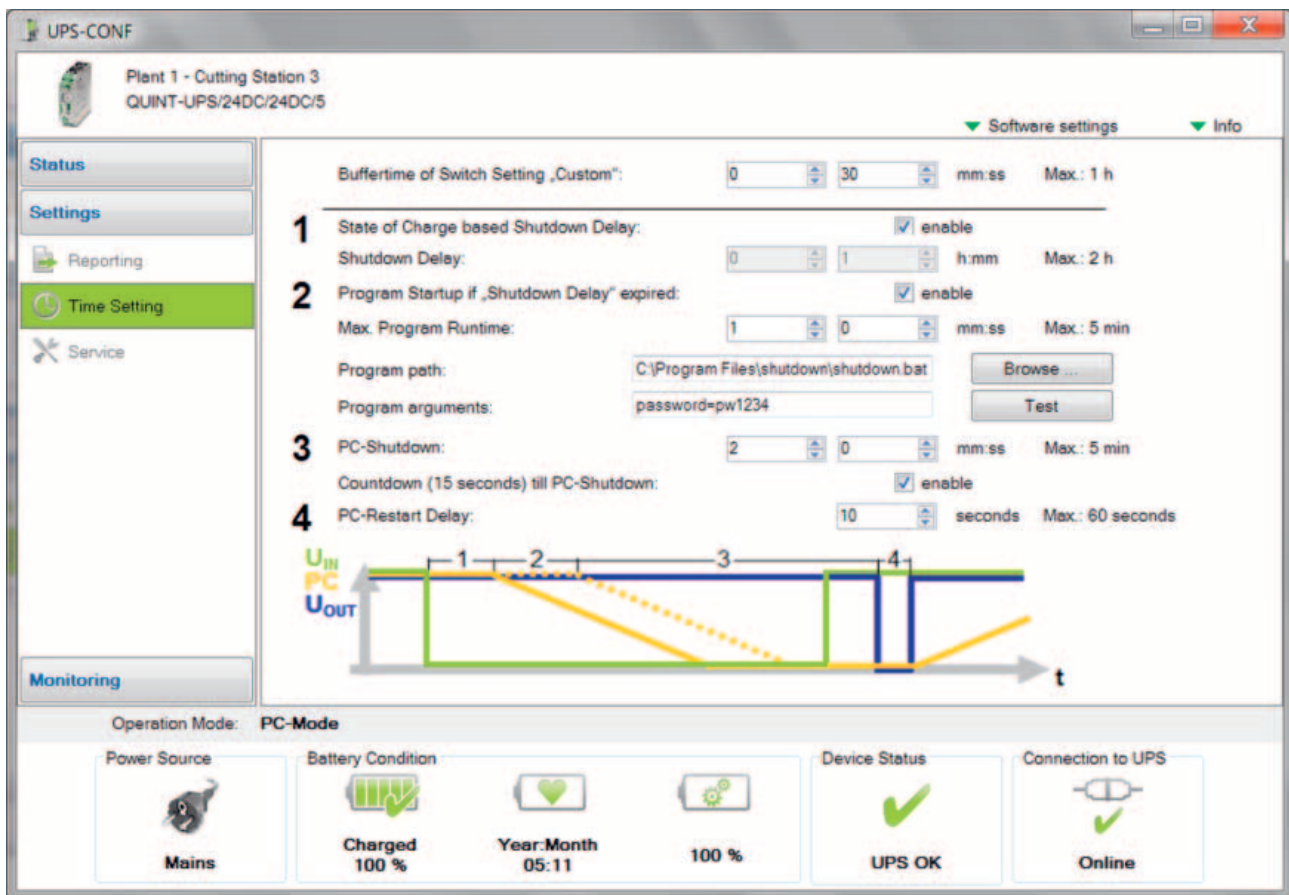 UPS-CONF
Plant 1 - Cutting Station 3
QUINT-UPS/24DC/24DC/5
Software settings Info
Status
Settings
Reporting
Time Setting
Service
Monitoring
Buffertime of Switch Setting „Custom“: 0 30 mm:ss Max.: 1 h
1 State of Charge based Shutdown Delay: enable
Shutdown Delay: 0 1 h:mm Max.: 2 h
2 Program Startup if „Shutdown Delay“ expired: enable
Max. Program Runtime: 1 0 mm:ss Max.: 5 min
Program path: C:\Program Files\shutdown\shutdown.bat Browse ...
Program arguments: password=pw1234 Test
3 PC-Shutdown: 2 0 mm:ss Max.: 5 min
Countdown (15 seconds) till PC-Shutdown: enable
4 PC-Restart Delay: 10 seconds Max.: 60 seconds
UIN
PC
UOUT
1 2 3 4
t
Operation Mode: PC-Mode
Power Source
Mains
Battery Condition
Charged
100 %
Year:Month
05:11
100 %
Device Status
UPS OK
Connection to UPS
Online